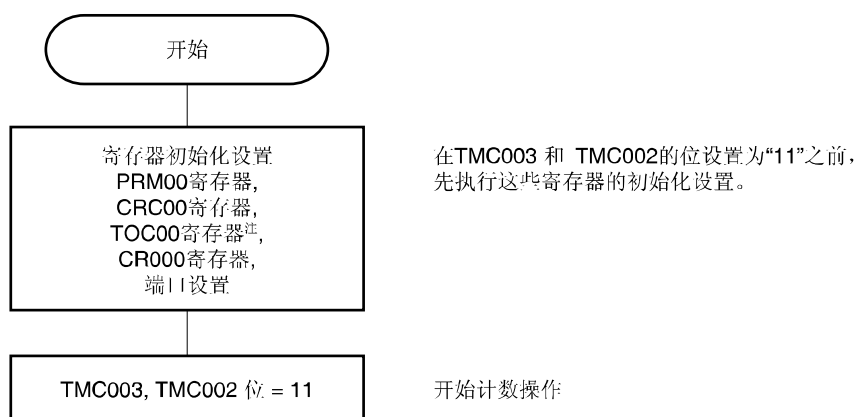 开始
寄存器初始化设置
PRM00寄存器,
CRC00寄存器,
TOC00寄存器注,
CR000寄存器,
端口设置
在TMC003 和 TMC002的位设置为“11”之前,
先执行这些寄存器的初始化设置。
TMC003, TMC002 位 = 11
开始计数操作